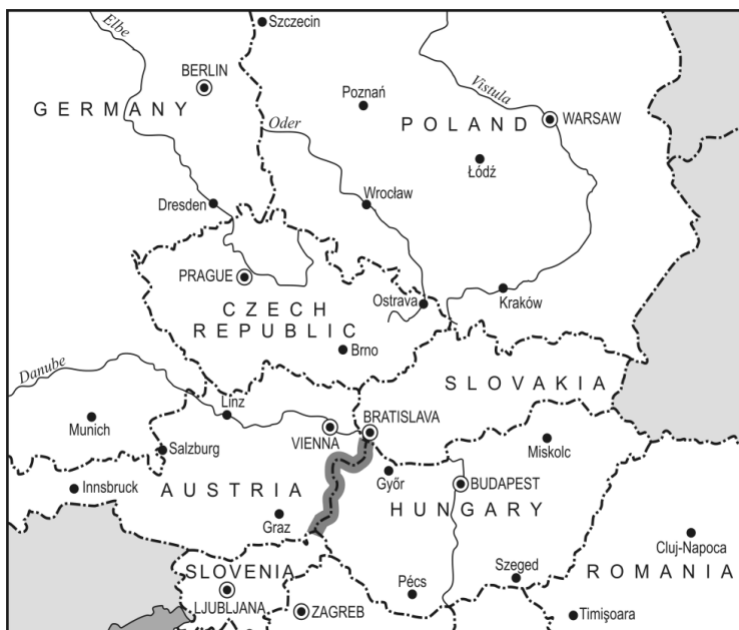 Elbe
Szczecin
BERLIN
GERMANY
Poznań
Vistula
Oder
POLAND
WARSAW
Łódź
Dresden
Wrocław
PRAGUE
CZECH
REPUBLIC
Ostrava
Kraków
Brno
Danube
SLOVAKIA
Linz
BRATISLAVA
Munich
VIENNA
Salzburg
Miskolc
Győr
BUDAPEST
Innsbruck
AUSTRIA
HUNGARY
Graz
Cluj-Napoca
SLOVENIA
Szeged
ROMANIA
Pécs
LJUBLJANA
ZAGREB
Timişoara